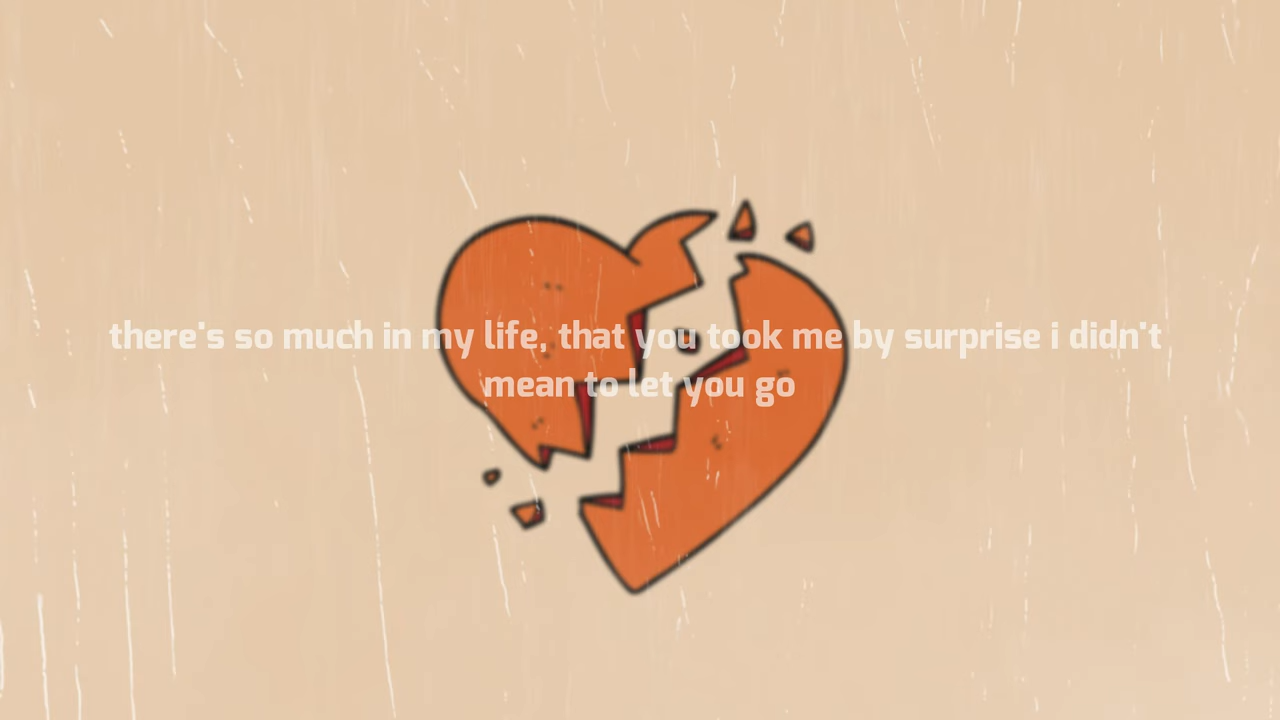 there's so much in my life, that you took me by surprise i didn't
mean to let you go